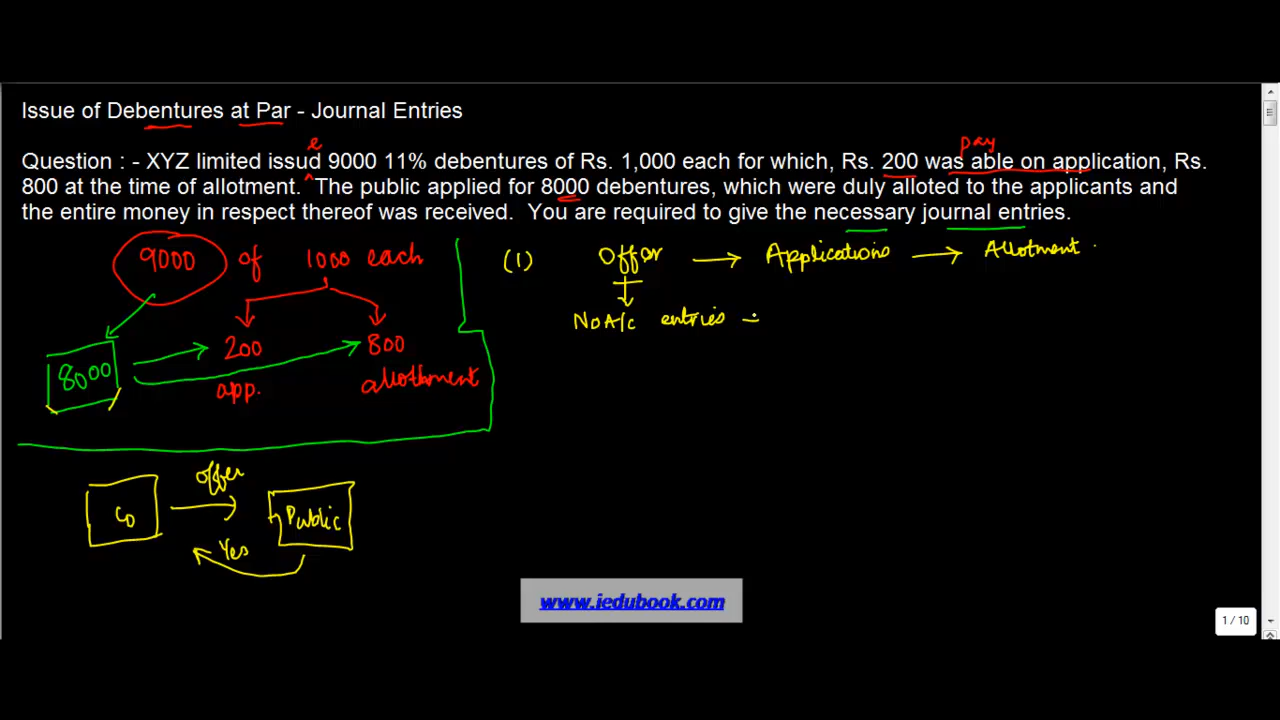 Issue of Debentures at Par - Journal Entries
e
pay
Question : - XYZ limited issud 9000 11% debentures of Rs. 1,000 each for which, Rs. 200 was able on application, Rs.
800 at the time of allotment. The public applied for 8000 debentures, which were duly alloted to the applicants and
the entire money in respect thereof was received. You are required to give the necessary journal entries.
9000 of 1000 each
(1) Offer → Applications → Allotment
No A/c entries
8000 200 800
app. allotment
Offer
Co Public
Yes
www.iedubook.com
1 / 10